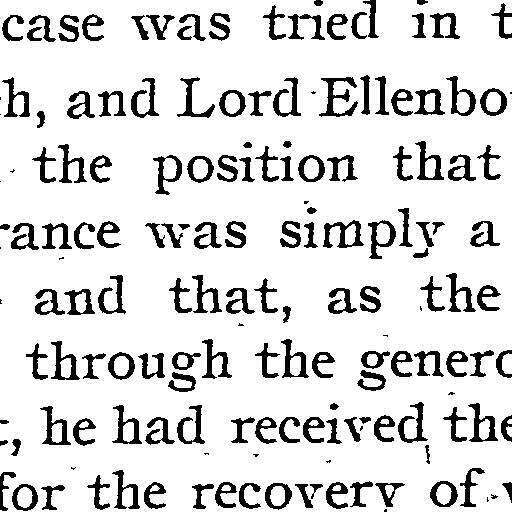 case was tried in
and Lord Ellenbo
the position that
rance was simply a
and that, as the
through the genero
he had received the
for the recovery of